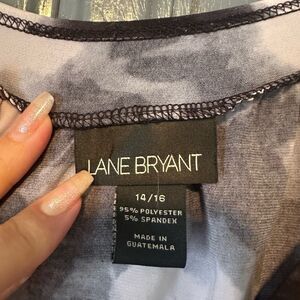 LANE BRYANT
14/16
95% POLYESTER
5% SPANDEX
MADE IN
GUATEMALA